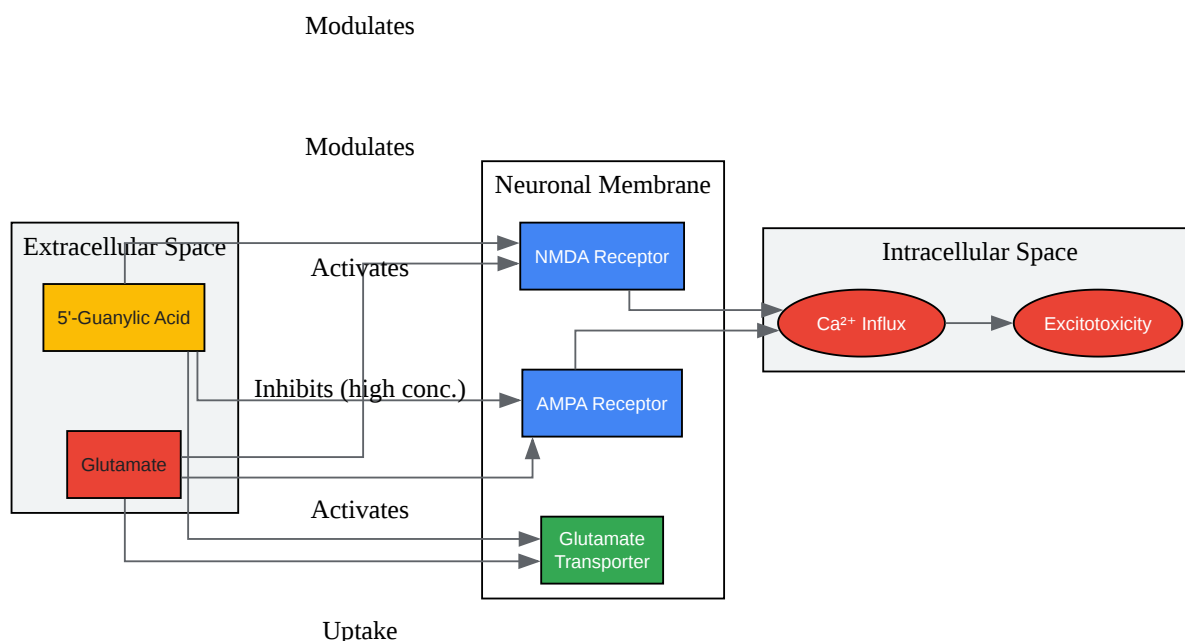 Modulates
Modulates
Neuronal Membrane
Extracellular Space
NMDA Receptor
Intracellular Space
Activates
5'-Guanylic Acid
Ca²⁺ Influx
Excitotoxicity
Inhibits (high conc.)
AMPA Receptor
Glutamate
Activates
Glutamate
Transporter
Uptake